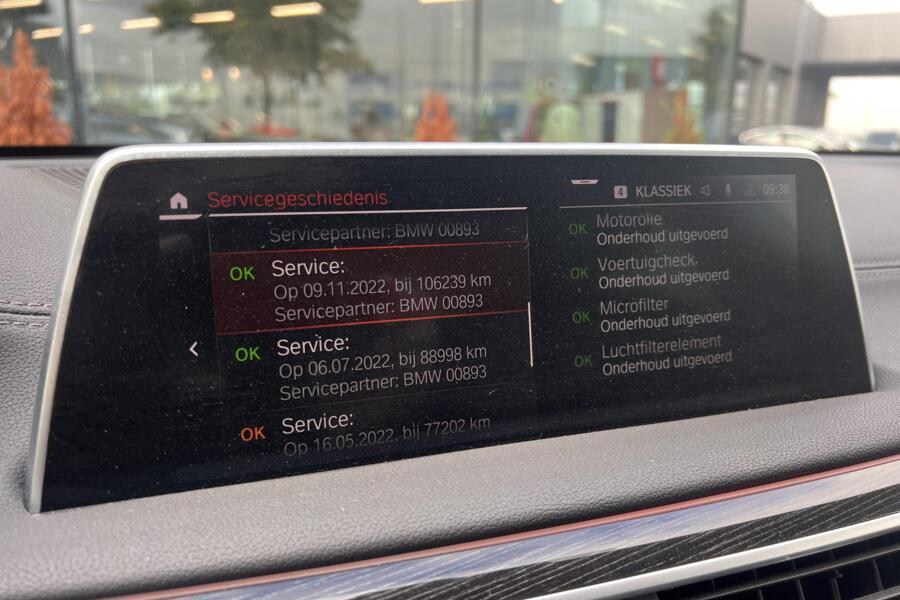 Servicegeschiedenis
Servicepartner: BMW 00893
OK Service:
Op 09.11.2022, bij 106239 km
Servicepartner: BMW 00893
OK Service:
Op 06.07.2022, bij 88998 km
Servicepartner: BMW 00893
OK Service:
Op 16.05.2022, bij 77202 km
4 KLASSIEK 09:38
OK Motorolie
Onderhoud uitgevoerd
OK Voertuigcheck.
Onderhoud uitgevoerd
OK Microfilter
Onderhoud uitgevoerd
OK Luchtfilterelement
Onderhoud uitgevoerd